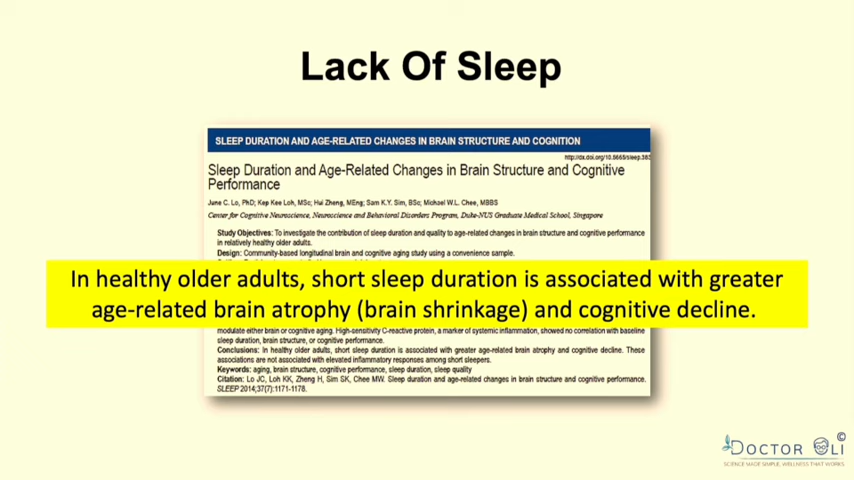 Lack Of Sleep
SLEEP DURATION AND AGE-RELATED CHANGES IN BRAIN STRUCTURE AND COGNITION
http://dx.doi.org/10.5665/sleep.383
Sleep Duration and Age-Related Changes in Brain Structure and Cognitive
Performance
June C. Lo, PhD; Kep Kee Loh, MSc; Hui Zheng, MEng; Sam K.Y. Sim, BSc; Michael W.L. Chee, MBBS
Center for Cognitive Neuroscience, Neuroscience and Behavioral Disorders Program, Duke-NUS Graduate Medical School, Singapore
Study Objectives: To investigate the contribution of sleep duration and quality to age-related changes in brain structure and cognitive performance
in relatively healthy older adults.
Design: Community-based longitudinal brain and cognitive aging study using a convenience sample.
In healthy older adults, short sleep duration is associated with greater
age-related brain atrophy (brain shrinkage) and cognitive decline.
modulate either brain or cognitive aging. High-sensitivity C-reactive protein, a marker of systemic inflammation, showed no correlation with baseline
sleep duration, brain structure, or cognitive performance.
Conclusions: In healthy older adults, short sleep duration is associated with greater age-related brain atrophy and cognitive decline. These
associations are not associated with elevated inflammatory responses among short sleepers.
Keywords: aging, brain structure, cognitive performance, sleep duration, sleep quality
Citation: Lo JC, Loh KK, Zheng H, Sim SK, Chee MW. Sleep duration and age-related changes in brain structure and cognitive performance.
SLEEP 2014;37(7):1171-1178.
DOCTOR OLI ©
SCIENCE MADE SIMPLE, WELLNESS THAT WORKS